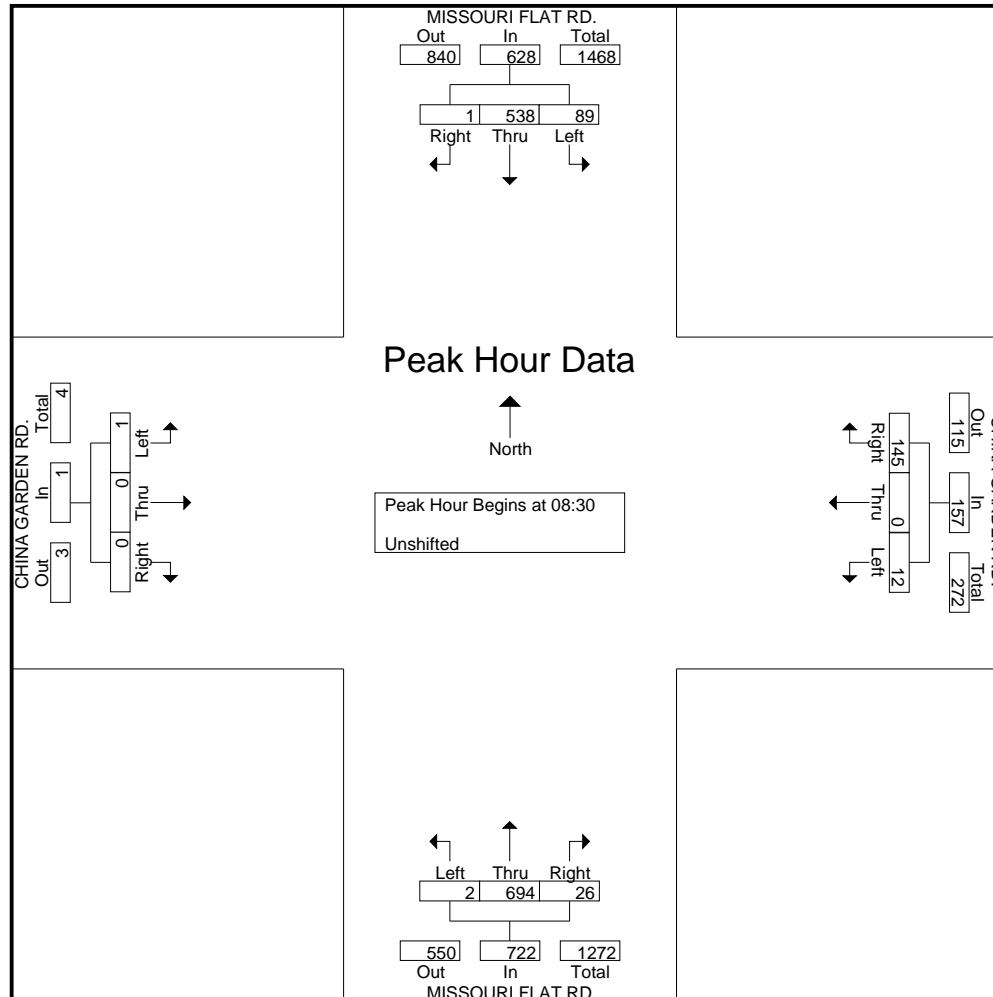 MISSOURI FLAT RD.
Out In Total
840 628 1468
1 538 89
Right Thru Left
Peak Hour Data
North
Peak Hour Begins at 08:30
Unshifted
CHINA GARDEN RD.
Out In Total
3 1 4
Right Thru Left
0 0 1
Out In Total
115 157 272
Right Thru Left
145 0 12
Left Thru Right
2 694 26
550 722 1272
Out In Total
MISSOURI FLAT RD.